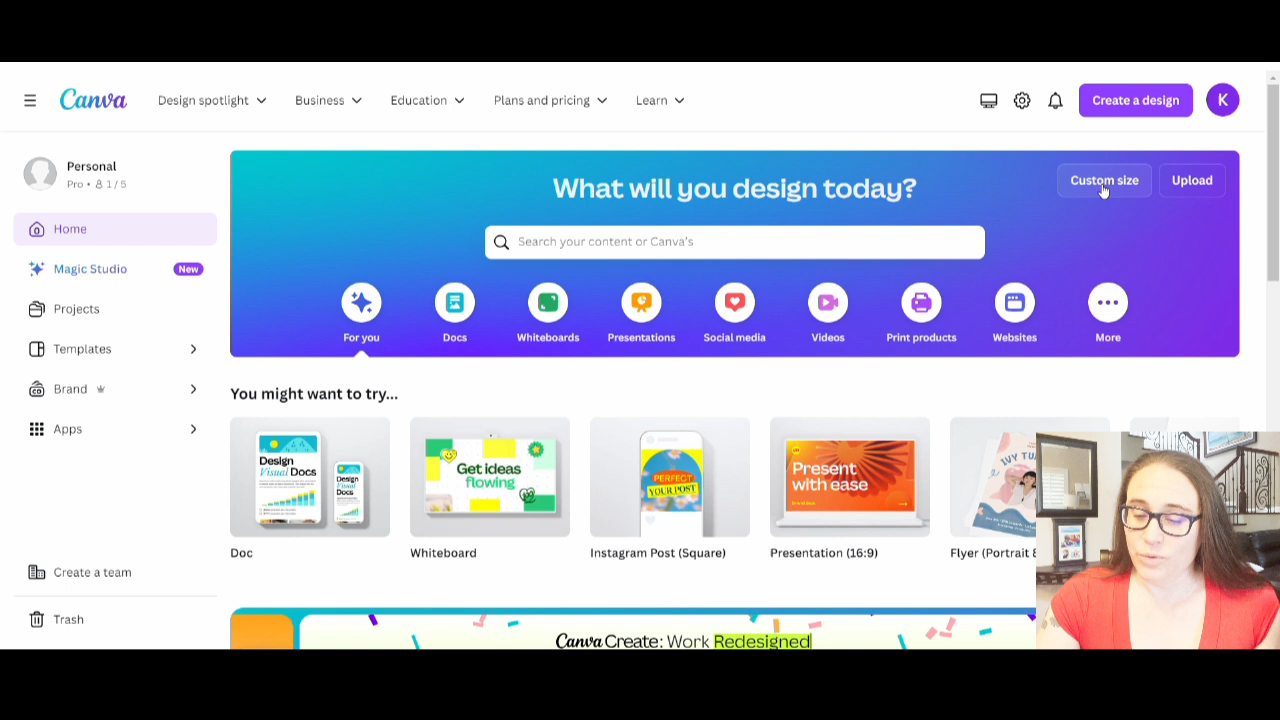 Canva
Design spotlight
Business
Education
Plans and pricing
Learn
Create a design
K
Personal
Pro • 1 / 5
Home
Magic Studio
New
Projects
Templates
Brand
Apps
Create a team
Trash
What will you design today?
Custom size
Upload
Search your content or Canva's
For you
Docs
Whiteboards
Presentations
Social media
Videos
Print products
Websites
More
You might want to try...
Design
Visual Docs
Design
Visual
Docs
Get ideas
flowing
PERFECT
YOUR POST
Present
with ease
IVY
Doc
Whiteboard
Instagram Post (Square)
Presentation (16:9)
Flyer (Portrait
Canva Create: Work Redesigned